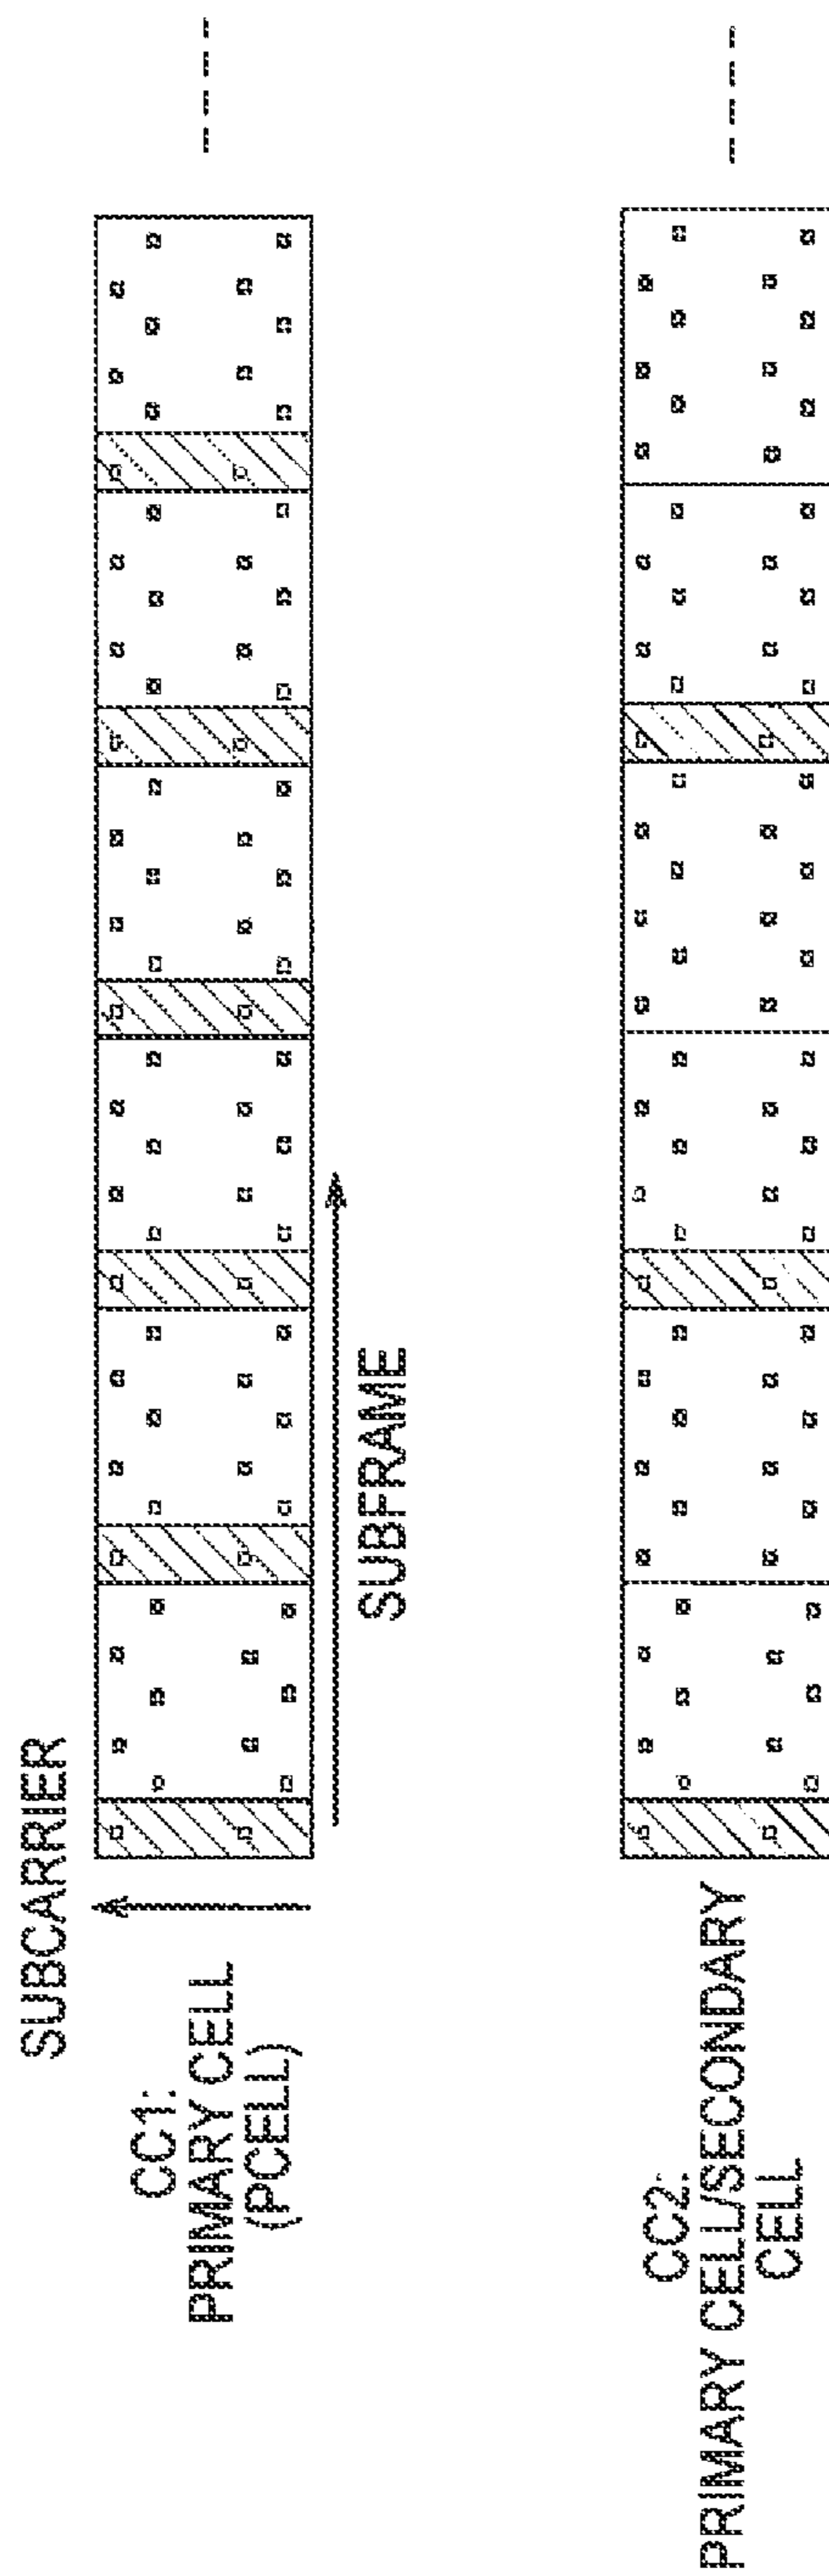 SUBCARRIER
CC1:
PRIMARY CELL
(PCELL)
SUBFRAME
CC2:
PRIMARY CELL/SECONDARY
CELL